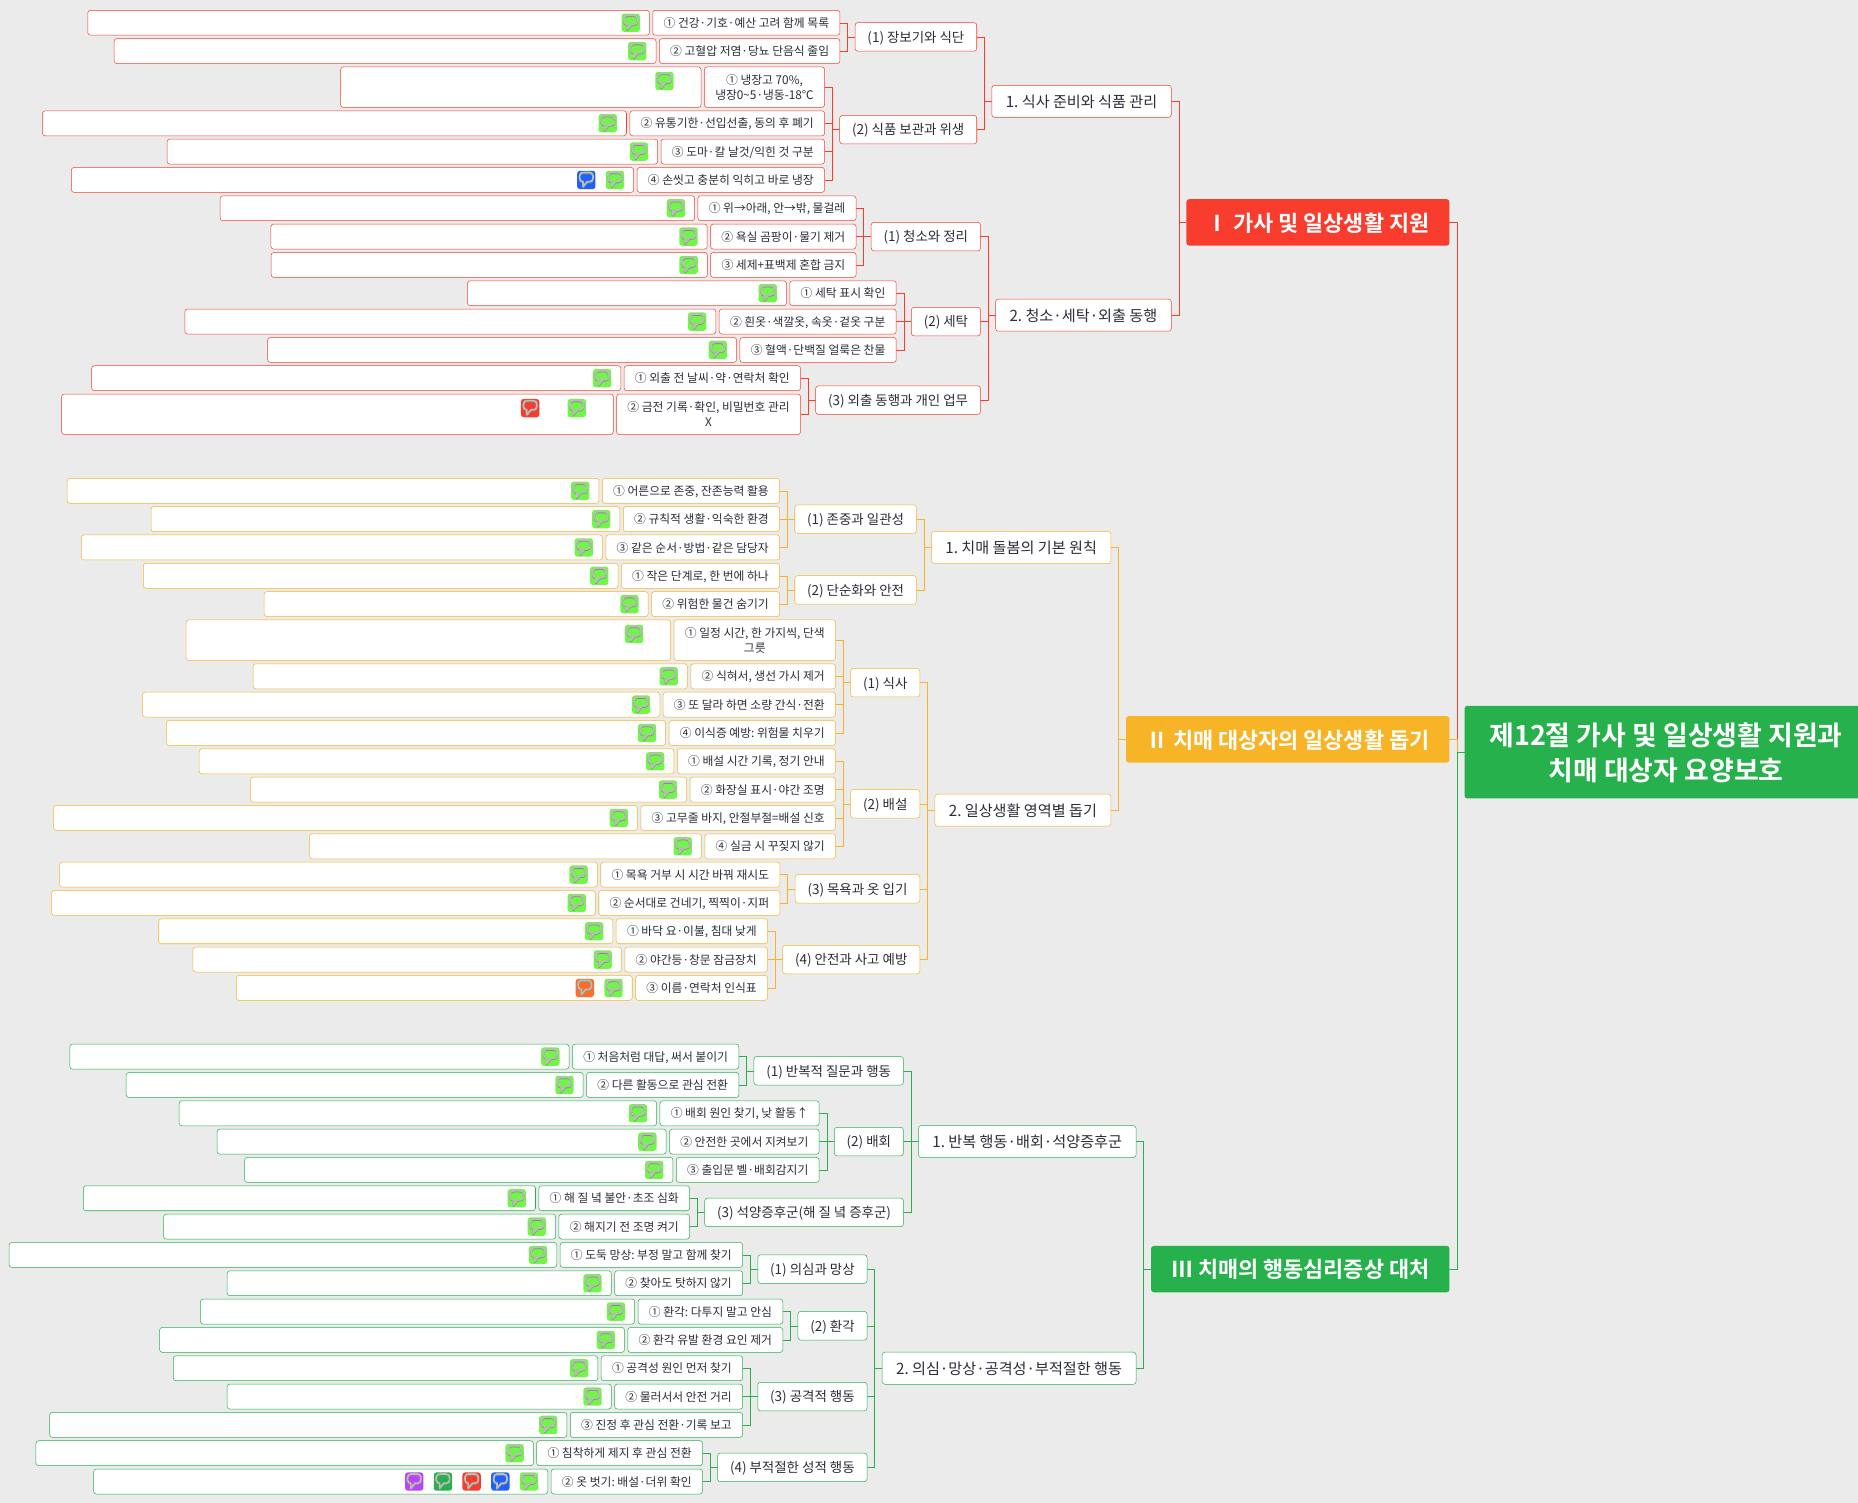 제12절 가사 및 일상생활 지원과
치매 대상자 요양보호
Ⅰ 가사 및 일상생활 지원
1. 식사 준비와 식품 관리
(1) 장보기와 식단
① 건강·기호·예산 고려 함께 목록
② 고혈압 저염·당뇨 단음식 줄임
(2) 식품 보관과 위생
① 냉장고 70%,
냉장0~5·냉동-18℃
② 유통기한·선입선출, 동의 후 폐기
③ 도마·칼 날것/익힌 것 구분
④ 손씻고 충분히 익히고 바로 냉장
2. 청소·세탁·외출 동행
(1) 청소와 정리
① 위→아래, 안→밖, 물걸레
② 욕실 곰팡이·물기 제거
③ 세제+표백제 혼합 금지
(2) 세탁
① 세탁 표시 확인
② 흰옷·색깔옷, 속옷·겉옷 구분
③ 혈액·단백질 얼룩은 찬물
(3) 외출 동행과 개인 업무
① 외출 전 날씨·약·연락처 확인
② 금전 기록·확인, 비밀번호 관리
X
Ⅱ 치매 대상자의 일상생활 돕기
1. 치매 돌봄의 기본 원칙
(1) 존중과 일관성
① 어른으로 존중, 잔존능력 활용
② 규칙적 생활·익숙한 환경
③ 같은 순서·방법·같은 담당자
(2) 단순화와 안전
① 작은 단계로, 한 번에 하나
② 위험한 물건 숨기기
2. 일상생활 영역별 돕기
(1) 식사
① 일정 시간, 한 가지씩, 단색
그릇
② 식혀서, 생선 가시 제거
③ 또 달라 하면 소량 간식·전환
④ 이식증 예방: 위험물 치우기
(2) 배설
① 배설 시간 기록, 정기 안내
② 화장실 표시·야간 조명
③ 고무줄 바지, 안절부절=배설 신호
④ 실금 시 꾸짖지 않기
(3) 목욕과 옷 입기
① 목욕 거부 시 시간 바꿔 재시도
② 순서대로 건네기, 찍찍이·지퍼
(4) 안전과 사고 예방
① 바닥 요·이불, 침대 낮게
② 야간등·창문 잠금장치
③ 이름·연락처 인식표
Ⅲ 치매의 행동심리증상 대처
1. 반복 행동·배회·석양증후군
(1) 반복적 질문과 행동
① 처음처럼 대답, 써서 붙이기
② 다른 활동으로 관심 전환
(2) 배회
① 배회 원인 찾기, 낮 활동↑
② 안전한 곳에서 지켜보기
③ 출입문 벨·배회감지기
(3) 석양증후군(해 질 녘 증후군)
① 해 질 녘 불안·초조 심화
② 해지기 전 조명 켜기
2. 의심·망상·공격성·부적절한 행동
(1) 의심과 망상
① 도둑 망상: 부정 말고 함께 찾기
② 찾아도 탓하지 않기
(2) 환각
① 환각: 다투지 말고 안심
② 환각 유발 환경 요인 제거
(3) 공격적 행동
① 공격성 원인 먼저 찾기
② 물러서서 안전 거리
③ 진정 후 관심 전환·기록 보고
(4) 부적절한 성적 행동
① 침착하게 제지 후 관심 전환
② 옷 벗기: 배설·더위 확인